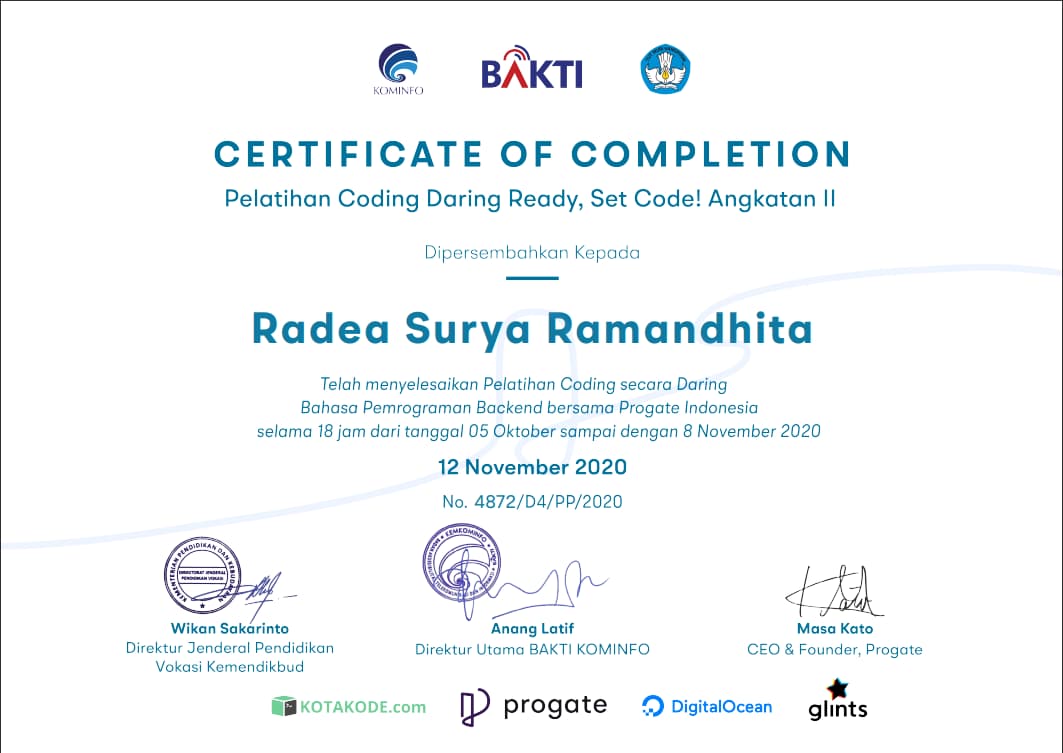 KOMINFO
BAKTI
CERTIFICATE OF COMPLETION
Pelatihan Coding Daring Ready, Set Code! Angkatan II
Dipersembahkan Kepada
Radea Surya Ramandhita
Telah menyelesaikan Pelatihan Coding secara Daring
Bahasa Pemrograman Backend bersama Progate Indonesia
selama 18 jam dari tanggal 05 Oktober sampai dengan 8 November 2020
12 November 2020
No. 4872/D4/PP/2020
KEMENTERIAN PENDIDIKAN DAN KEBUDAYAAN
DIREKTORAT JENDERAL
PENDIDIKAN VOKASI
KEMKOMINFO
Wikan Sakarinto
Direktur Jenderal Pendidikan
Vokasi Kemendikbud
Anang Latif
Direktur Utama BAKTI KOMINFO
Masa Kato
CEO & Founder, Progate
KOTAKODE.com
progate
DigitalOcean
glints